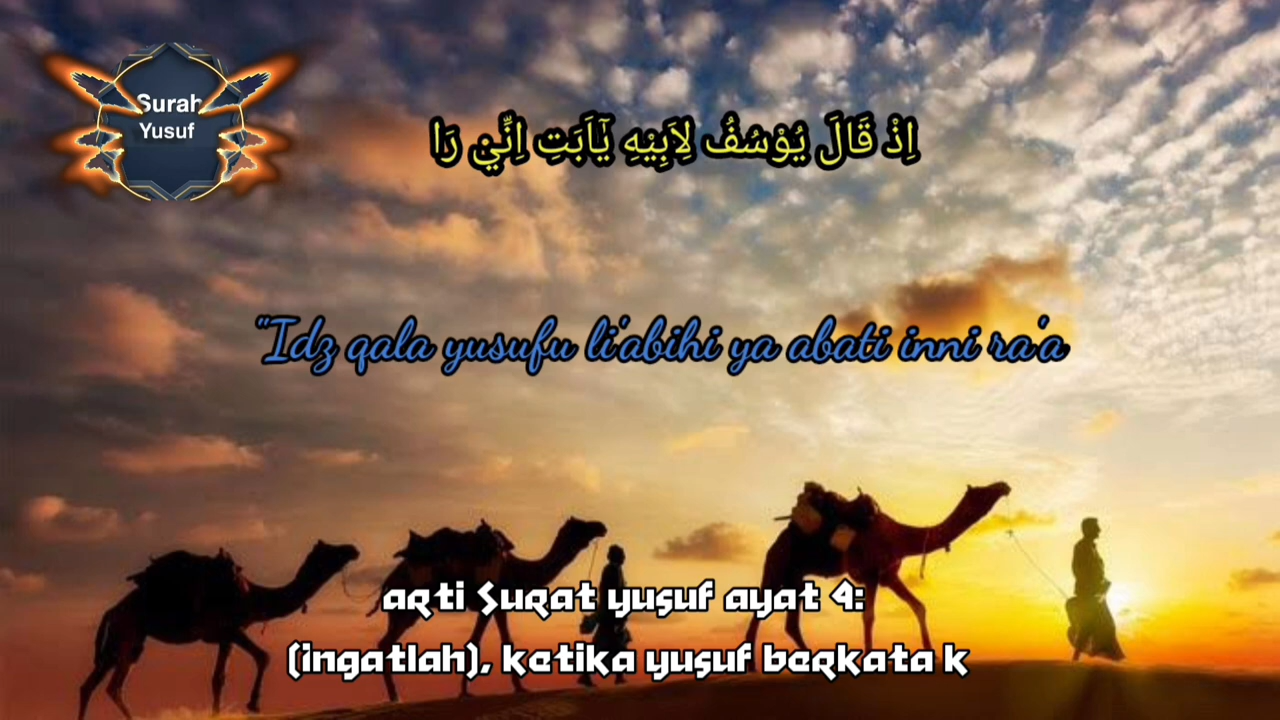 Surah
Yusuf
اِذْ قَالَ يُوْسُفُ لِاَبِيْهِ يٰٓاَبَتِ اِنِّيْ رَا
"Idz qala yusufu li'abihi ya abati inni ra'a
arti Surat yusuf ayat 4:
(ingatlah), ketika yusuf berkata k